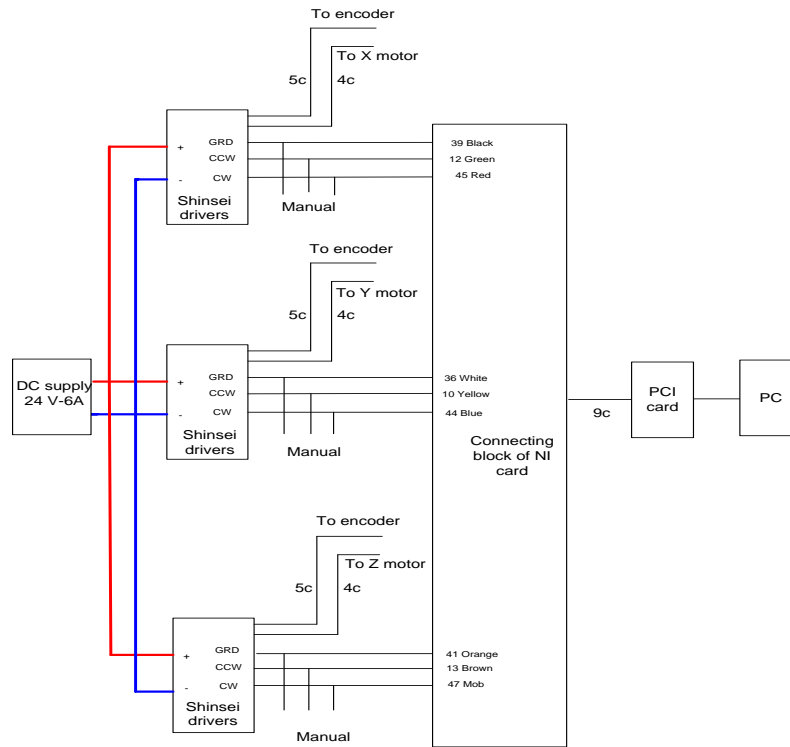 To encoder
To X motor
5c
4c
GRD
CCW
CW
+
-
39 Black
12 Green
45 Red
Shinsei
drivers
Manual
To encoder
To Y motor
5c
4c
DC supply
24 V-6A
GRD
CCW
CW
+
-
36 White
10 Yellow
44 Blue
Shinsei
drivers
Manual
Connecting
block of NI
card
9c
PCI
card
PC
To encoder
To Z motor
5c
4c
GRD
CCW
CW
+
-
41 Orange
13 Brown
47 Mob
Shinsei
drivers
Manual